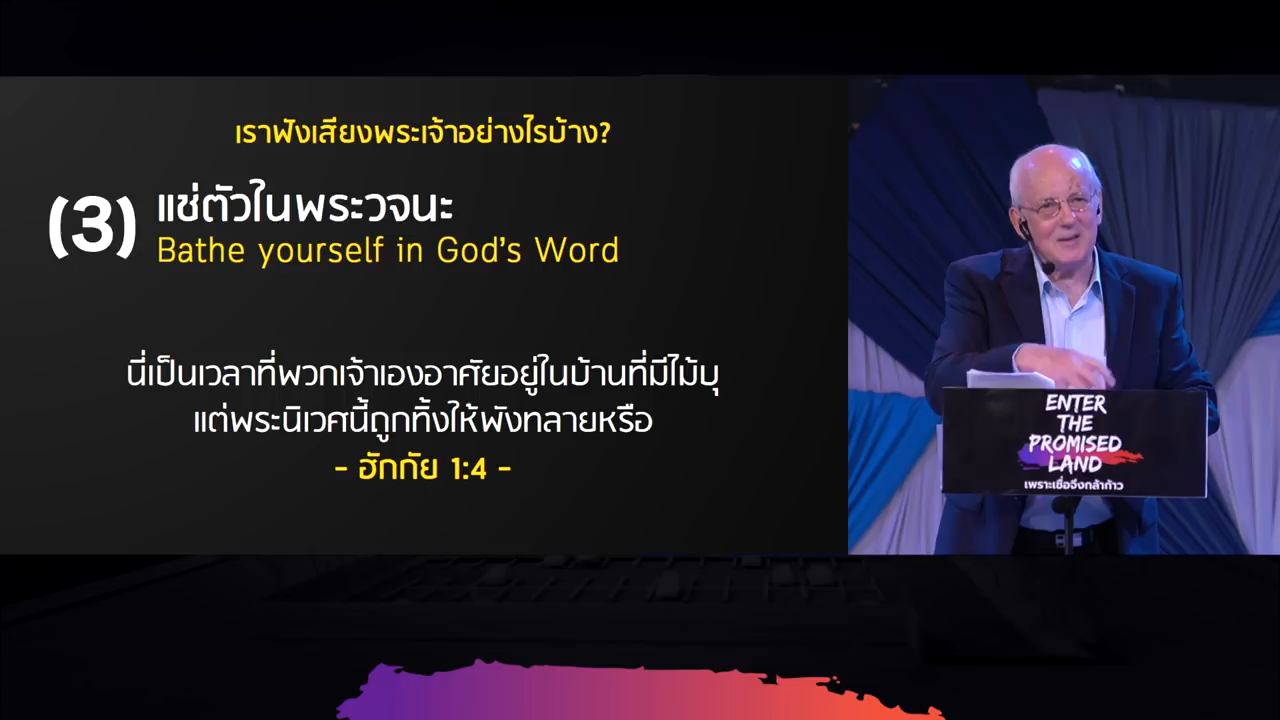 เราฟังเสียงพระเจ้าอย่างไรบ้าง?
(3) แช่ตัวในพระวจนะ
Bathe yourself in God's Word
นี่เป็นเวลาที่พวกเจ้าเองอาศัยอยู่ในบ้านที่มีไม้บุ
แต่พระนิเวศนี้ถูกทิ้งให้พังทลายหรือ
- ฮักกัย 1:4 -
ENTER
THE
PROMISED
LAND
เพราะเชื่อจึงกล้าก้าว